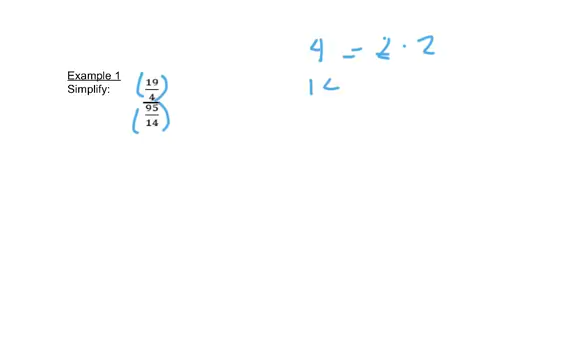 4 = 2 · 2
Example 1
Simplify: (19/4)
(95/14)